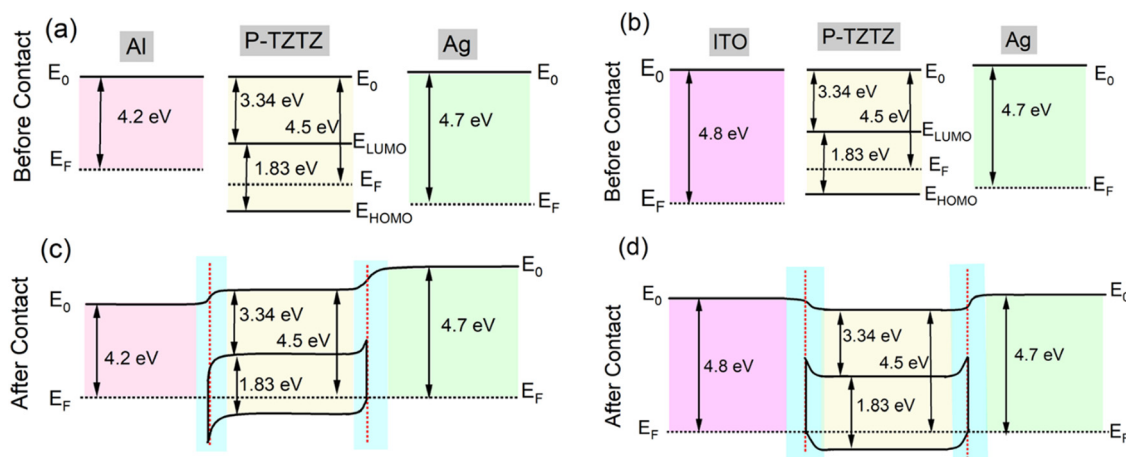 (a)
Al
P-TZTZ
Ag
Before Contact
E0
E0
E0
3.34 eV
4.2 eV
4.5 eV
4.7 eV
ELUMO
1.83 eV
EF
EF
EF
EHOMO
(b)
ITO
P-TZTZ
Ag
Before Contact
E0
E0
E0
3.34 eV
4.5 eV
4.7 eV
4.8 eV
ELUMO
1.83 eV
EF
EF
EF
EHOMO
(c)
After Contact
E0
E0
3.34 eV
4.5 eV
4.7 eV
4.2 eV
1.83 eV
EF
(d)
After Contact
E0
E0
3.34 eV
4.5 eV
4.7 eV
4.8 eV
1.83 eV
EF
EF